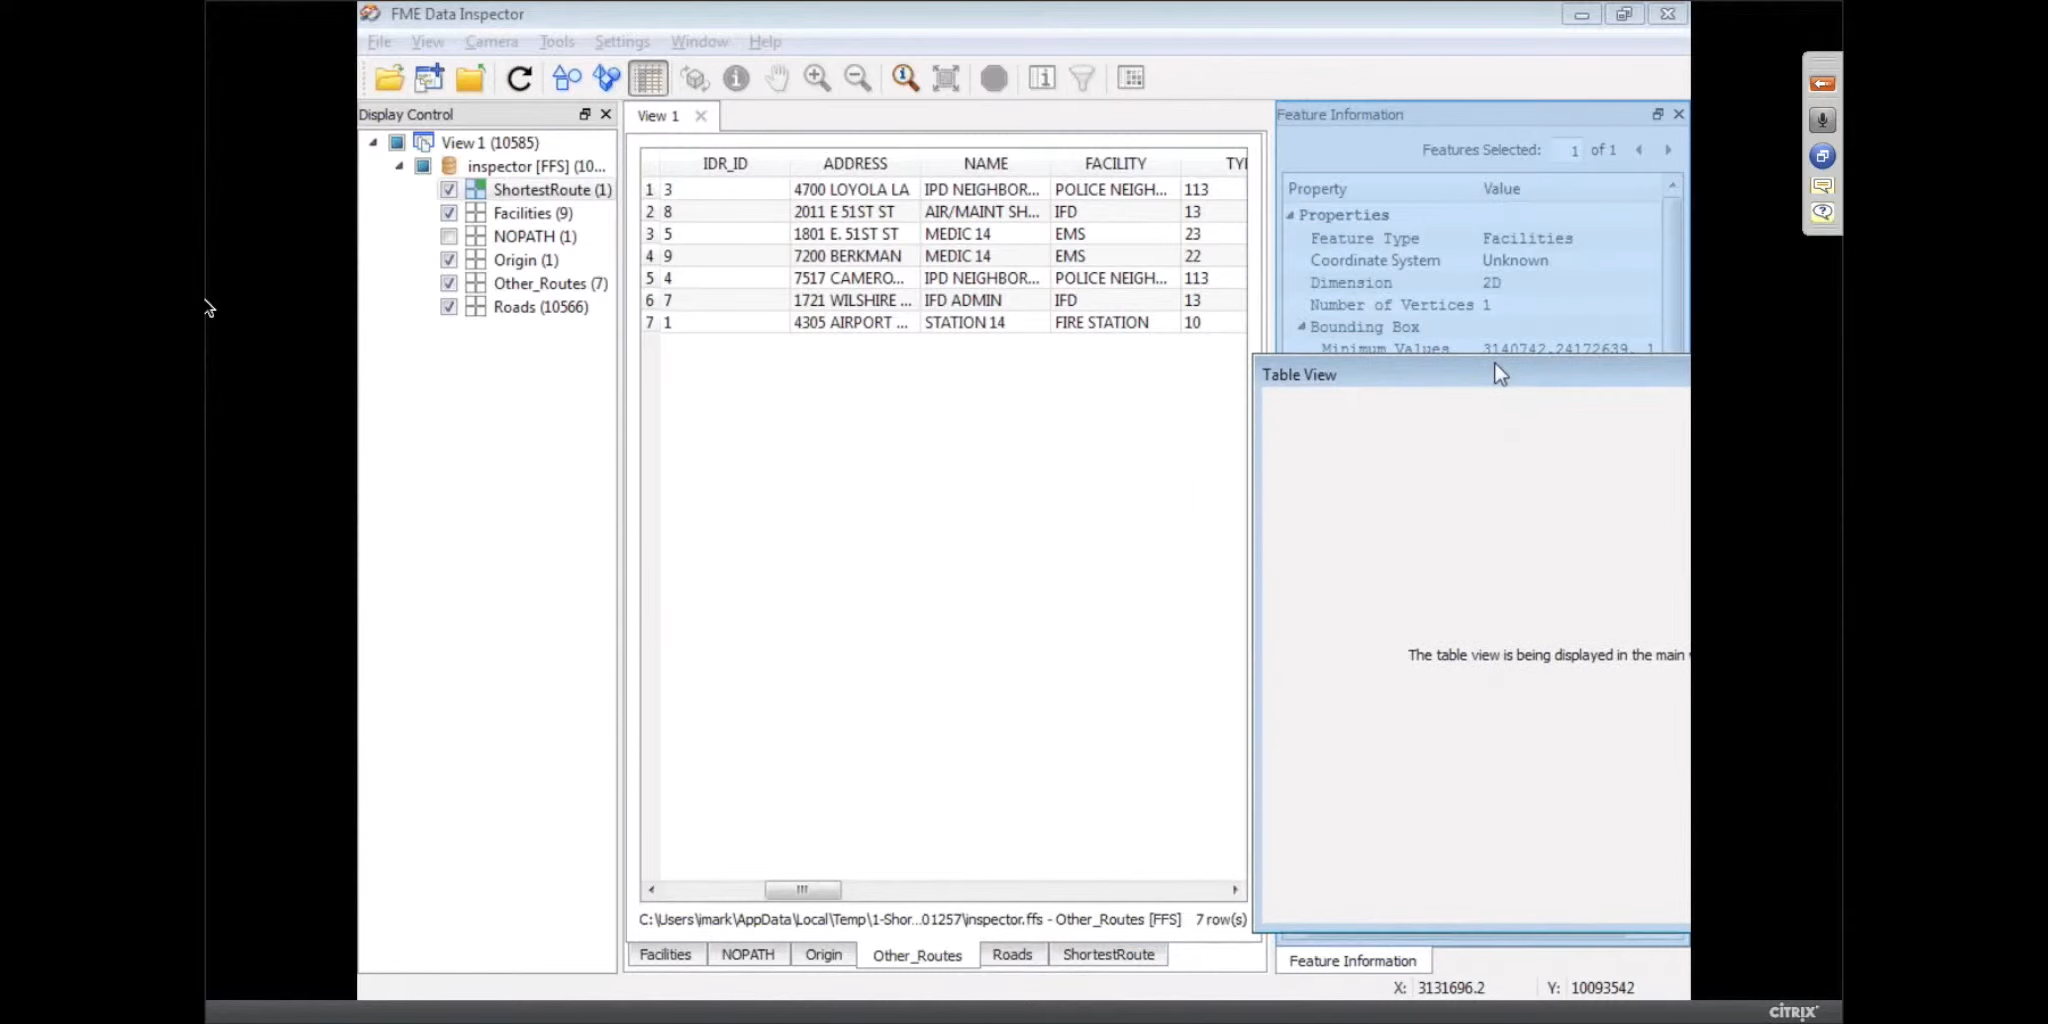 FME Data Inspector
File View Camera Tools Settings Window Help
Display Control
View 1 (10585)
inspector [FFS] (10...
ShortestRoute (1)
Facilities (9)
NOPATH (1)
Origin (1)
Other_Routes (7)
Roads (10566)
View 1
IDR_ID ADDRESS NAME FACILITY
1 3 4700 LOYOLA LA IPD NEIGHBOR... POLICE NEIGH... 113
2 8 2011 E 51ST ST AIR/MAINT SH... IFD 13
3 5 1801 E. 51ST ST MEDIC 14 EMS 23
4 9 7200 BERKMAN MEDIC 14 EMS 22
5 4 7517 CAMERO... IPD NEIGHBOR... POLICE NEIGH... 113
6 7 1721 WILSHIRE ... IFD ADMIN IFD 13
7 1 4305 AIRPORT ... STATION 14 FIRE STATION 10
C:\Users\imark\AppData\Local\Temp\1-Shor...01257\inspector.ffs - Other_Routes [FFS] 7 row(s)
Facilities NOPATH Origin Other_Routes Roads ShortestRoute
Feature Information
Features Selected: 1 of 1
Property Value
Properties
Feature Type Facilities
Coordinate System Unknown
Dimension 2D
Number of Vertices 1
Bounding Box
Minimum Values 3140742.24172639, 1
Table View
The table view is being displayed in the main
Feature Information
X: 3131696.2 Y: 10093542
CITRIX